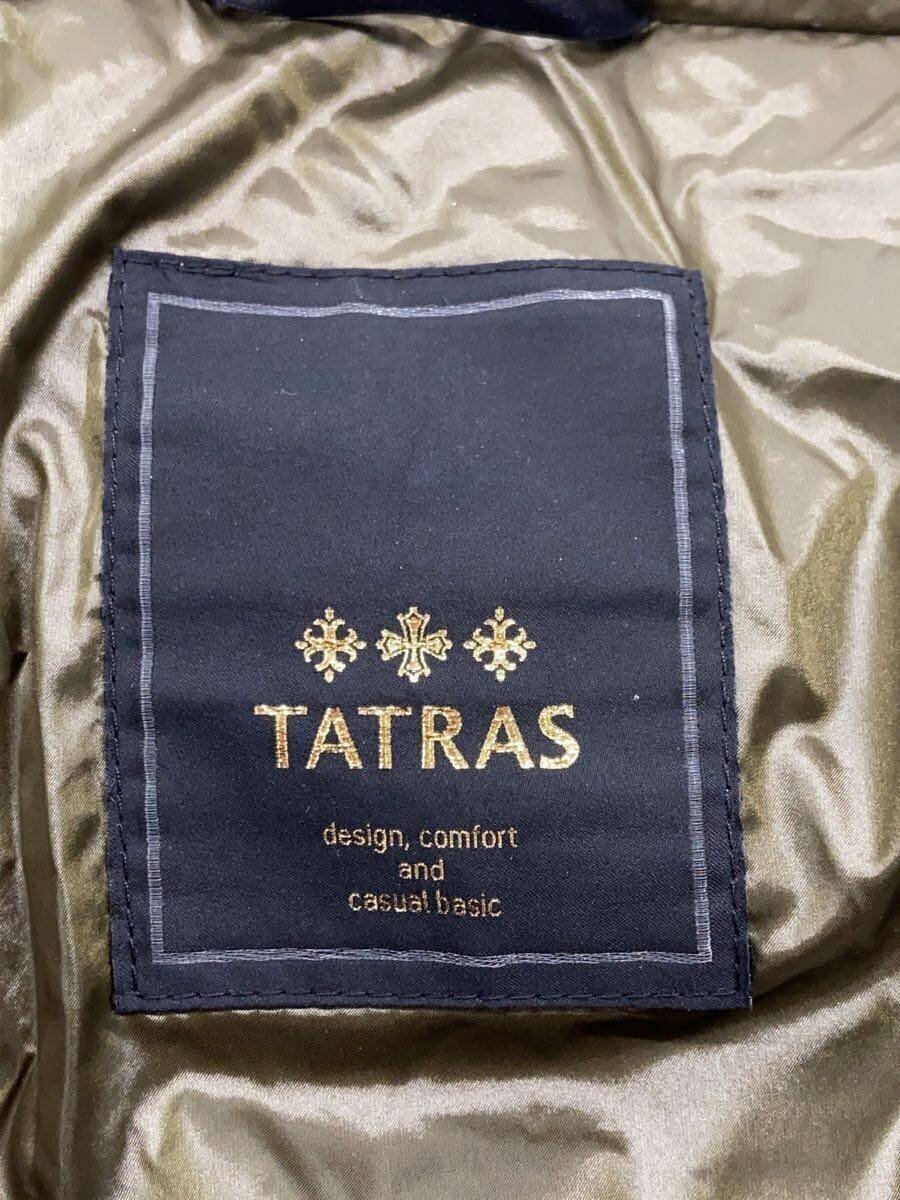 TATRAS
design, comfort
and
casual basic